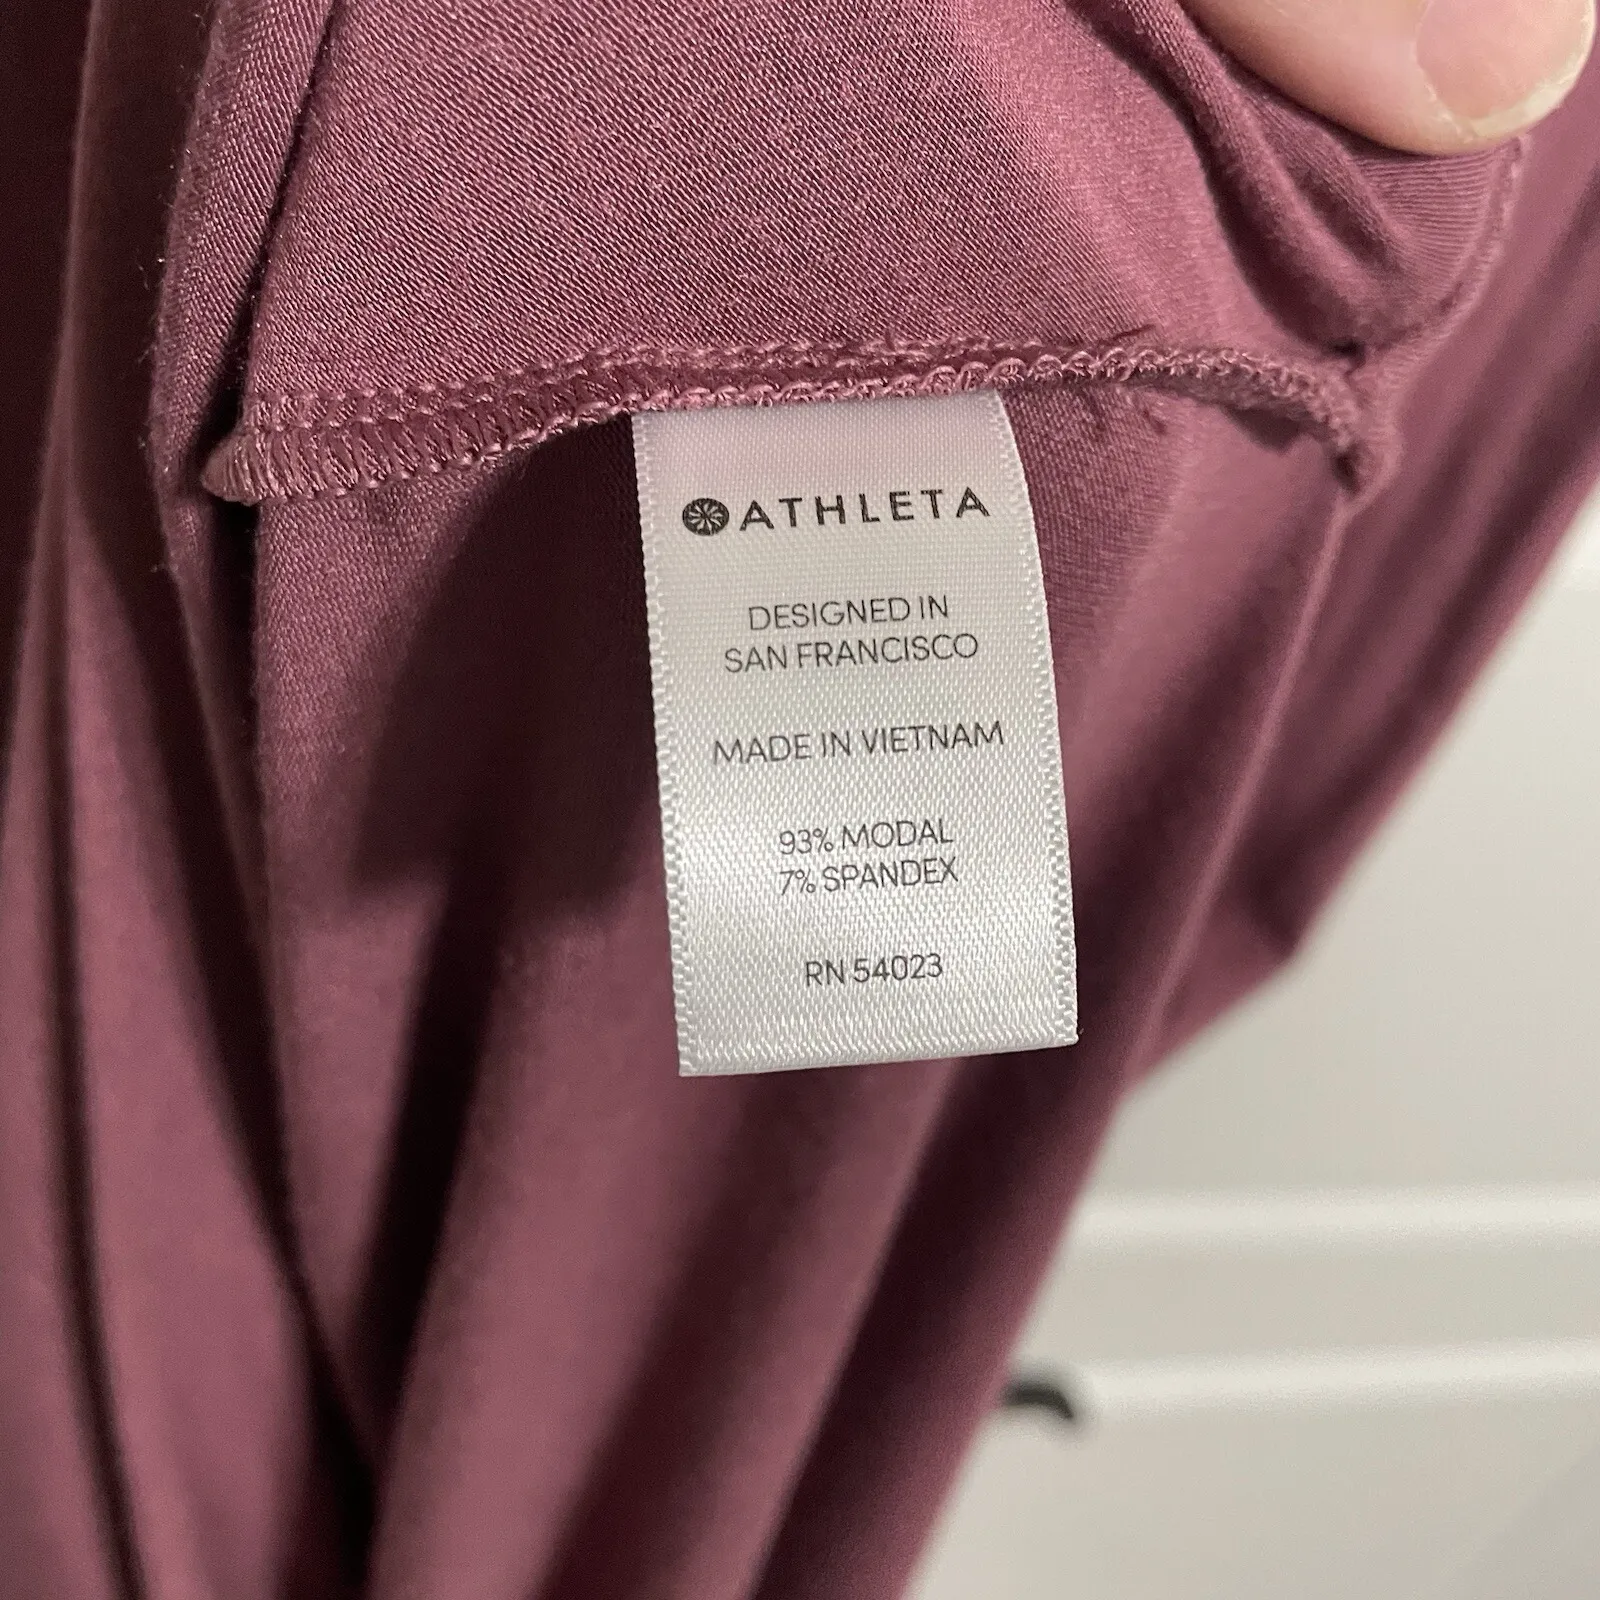 ATHLETA
DESIGNED IN
SAN FRANCISCO
MADE IN VIETNAM
93% MODAL
7% SPANDEX
RN 54023